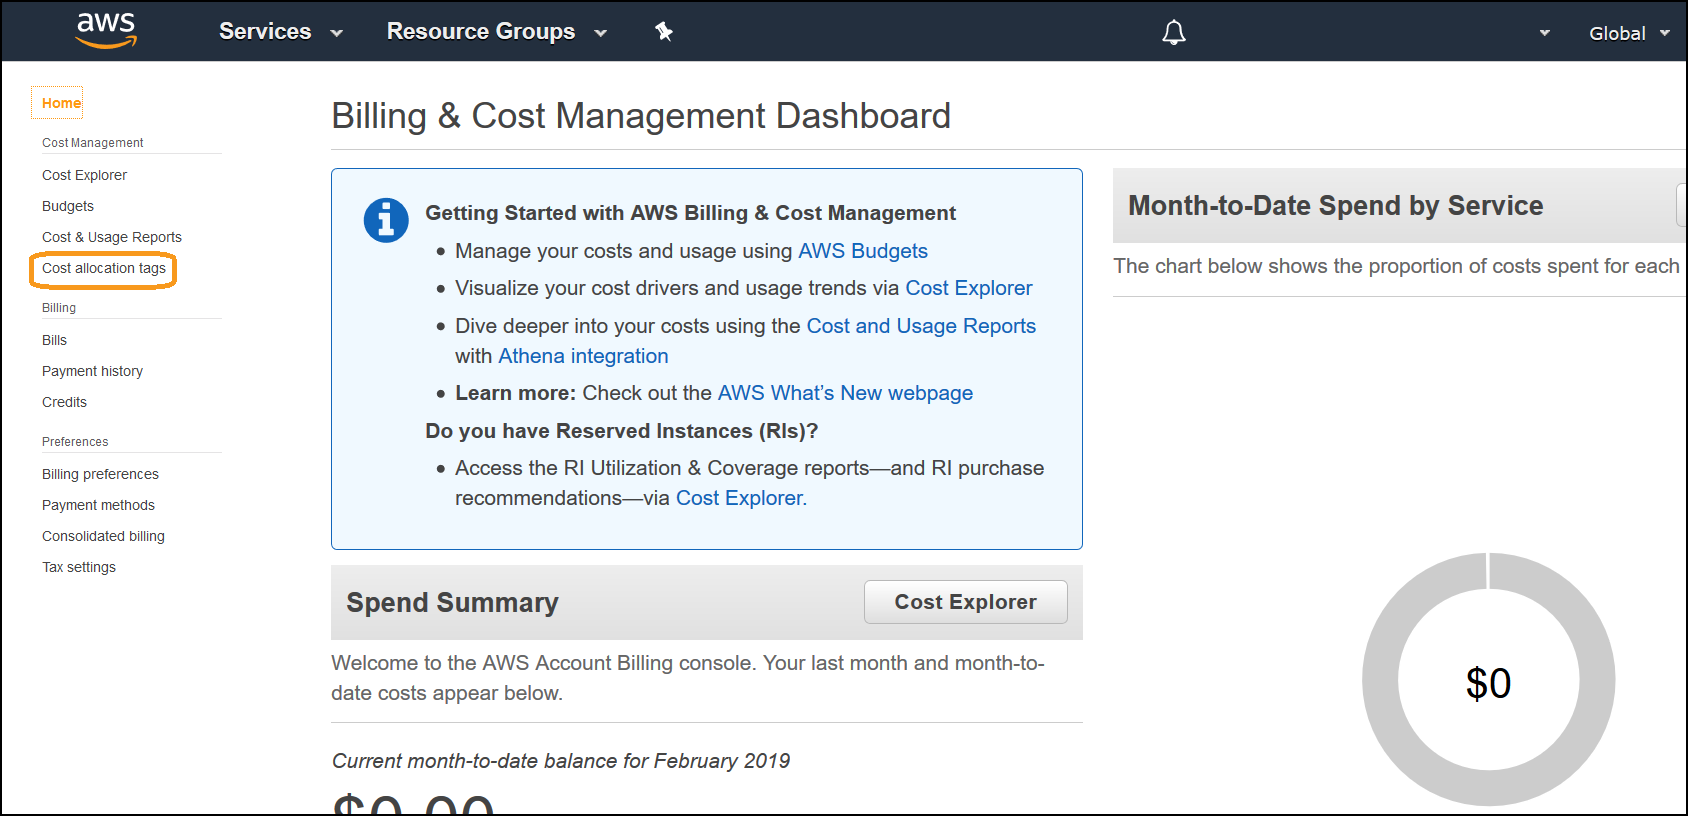 aws
Services
Resource Groups
Global
Home
Cost Management
Cost Explorer
Budgets
Cost & Usage Reports
Cost allocation tags
Billing
Bills
Payment history
Credits
Preferences
Billing preferences
Payment methods
Consolidated billing
Tax settings
Billing & Cost Management Dashboard
Getting Started with AWS Billing & Cost Management
• Manage your costs and usage using AWS Budgets
• Visualize your cost drivers and usage trends via Cost Explorer
• Dive deeper into your costs using the Cost and Usage Reports
with Athena integration
• Learn more: Check out the AWS What’s New webpage
Do you have Reserved Instances (RIs)?
• Access the RI Utilization & Coverage reports—and RI purchase
recommendations—via Cost Explorer.
Spend Summary
Cost Explorer
Welcome to the AWS Account Billing console. Your last month and month-to-
date costs appear below.
Current month-to-date balance for February 2019
$0.00
Month-to-Date Spend by Service
The chart below shows the proportion of costs spent for each
$0